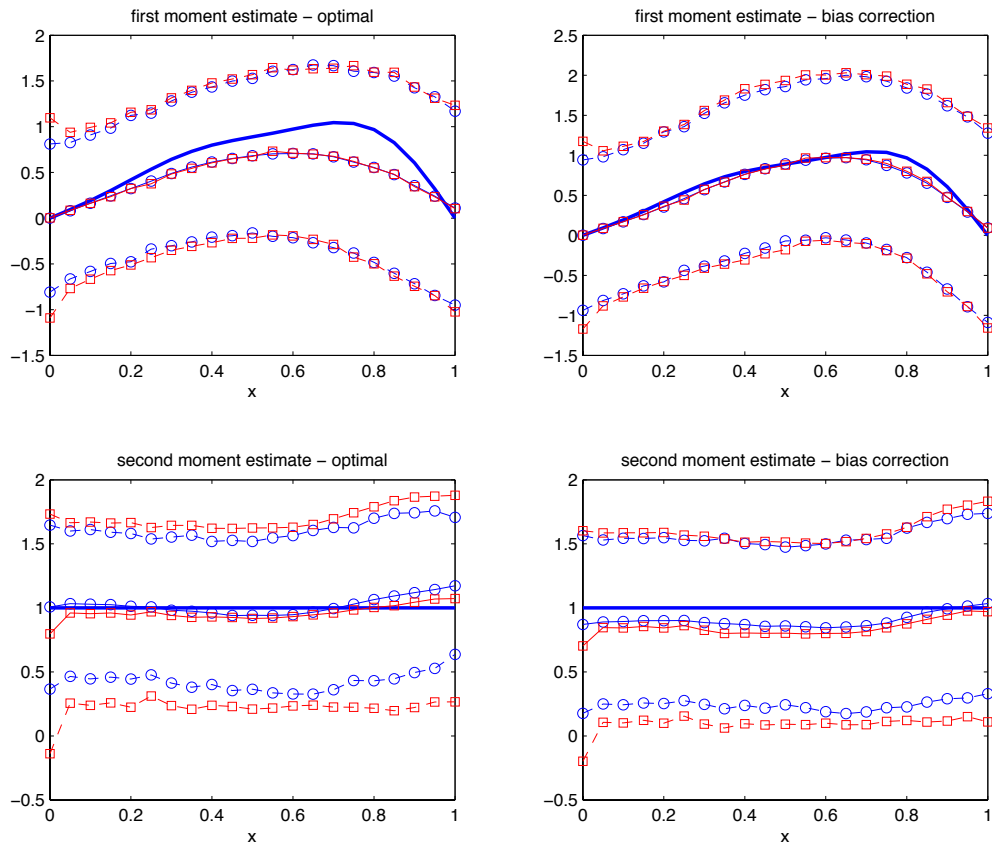 first moment estimate − optimal
2
1.5
1
0.5
0
−0.5
−1
−1.5
0 0.2 0.4 0.6 0.8 1
x
first moment estimate − bias correction
2.5
2
1.5
1
0.5
0
−0.5
−1
−1.5
0 0.2 0.4 0.6 0.8 1
x
second moment estimate − optimal
2
1.5
1
0.5
0
−0.5
0 0.2 0.4 0.6 0.8 1
x
second moment estimate − bias correction
2
1.5
1
0.5
0
−0.5
0 0.2 0.4 0.6 0.8 1
x